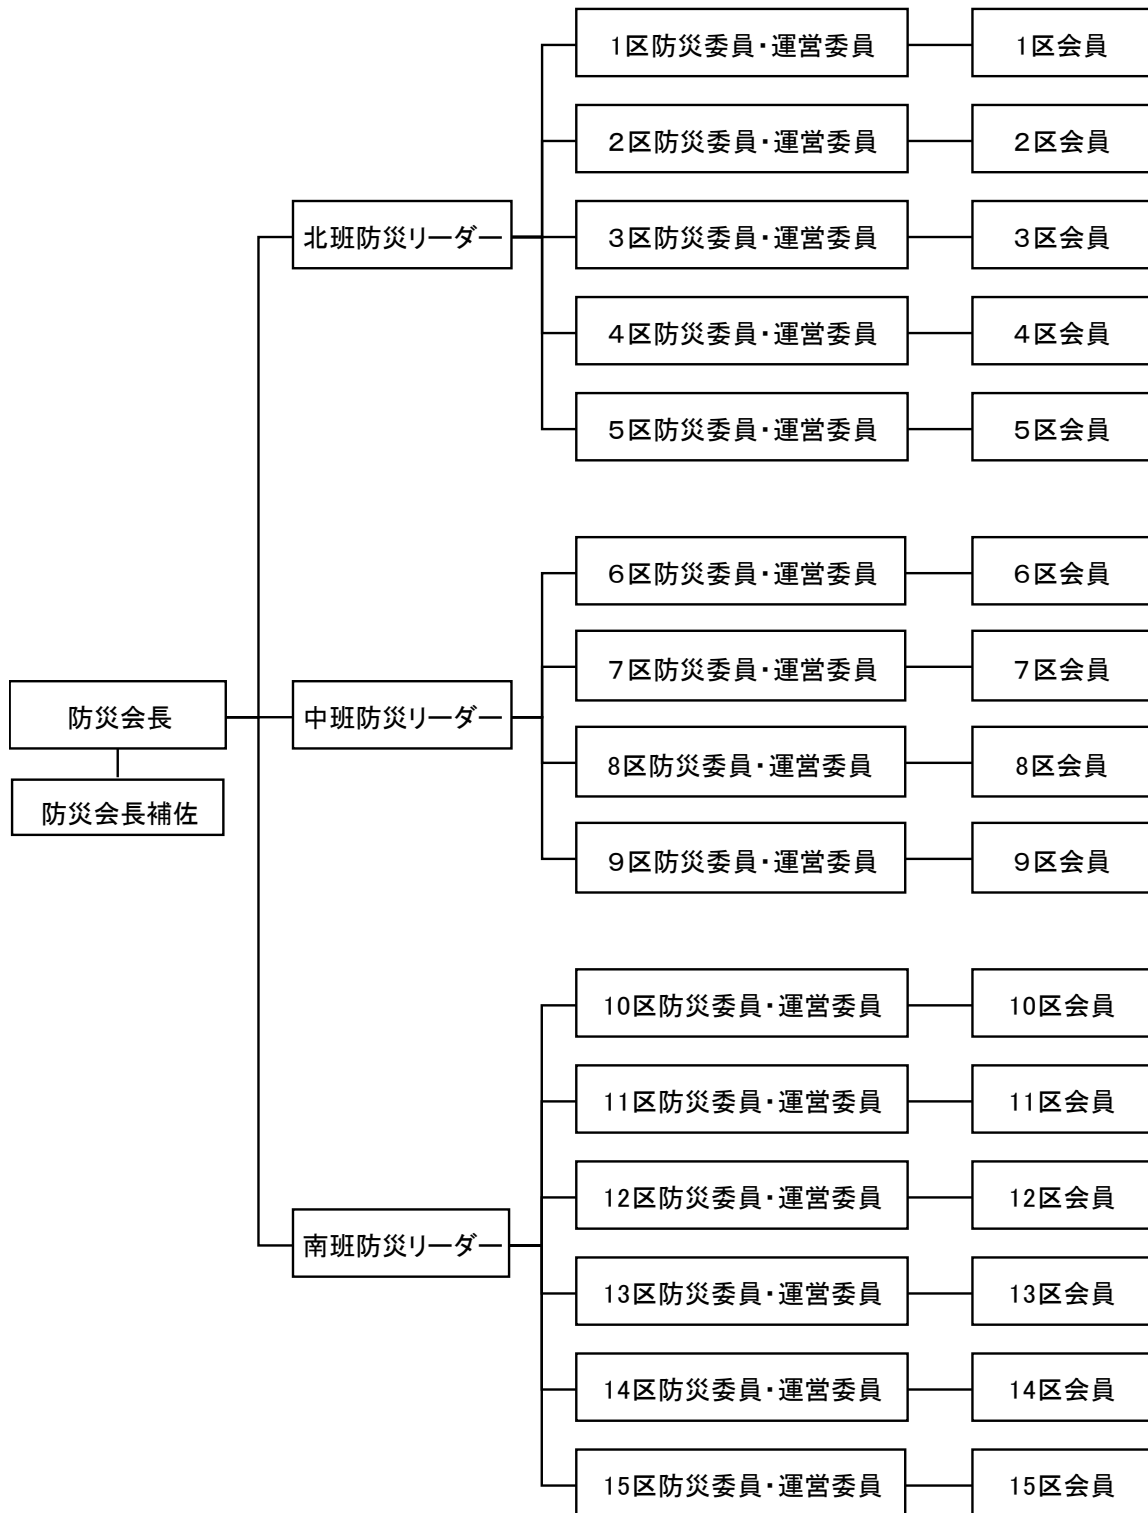 1区防災委員・運営委員
1区会員
２区防災委員・運営委員
２区会員
北班防災リーダー
３区防災委員・運営委員
３区会員
４区防災委員・運営委員
４区会員
５区防災委員・運営委員
５区会員
６区防災委員・運営委員
６区会員
７区防災委員・運営委員
７区会員
防災会長
中班防災リーダー
8区防災委員・運営委員
8区会員
防災会長補佐
９区防災委員・運営委員
９区会員
10区防災委員・運営委員
10区会員
11区防災委員・運営委員
11区会員
12区防災委員・運営委員
12区会員
南班防災リーダー
13区防災委員・運営委員
13区会員
14区防災委員・運営委員
14区会員
15区防災委員・運営委員
15区会員